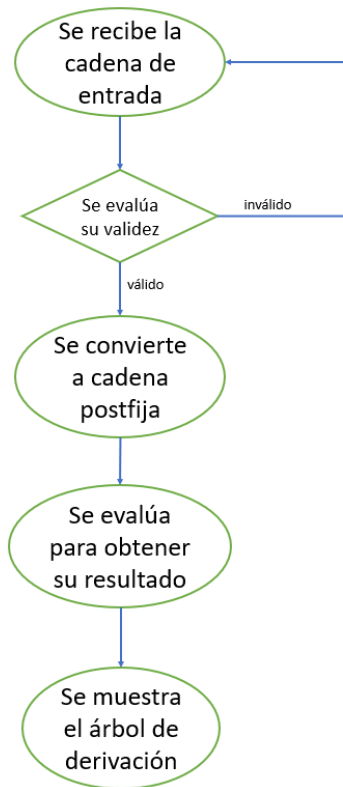 Se recibe la
cadena de
entrada
Se evalúa
su validez
inválido
válido
Se convierte
a cadena
postfija
Se evalúa
para obtener
su resultado
Se muestra
el árbol de
derivación